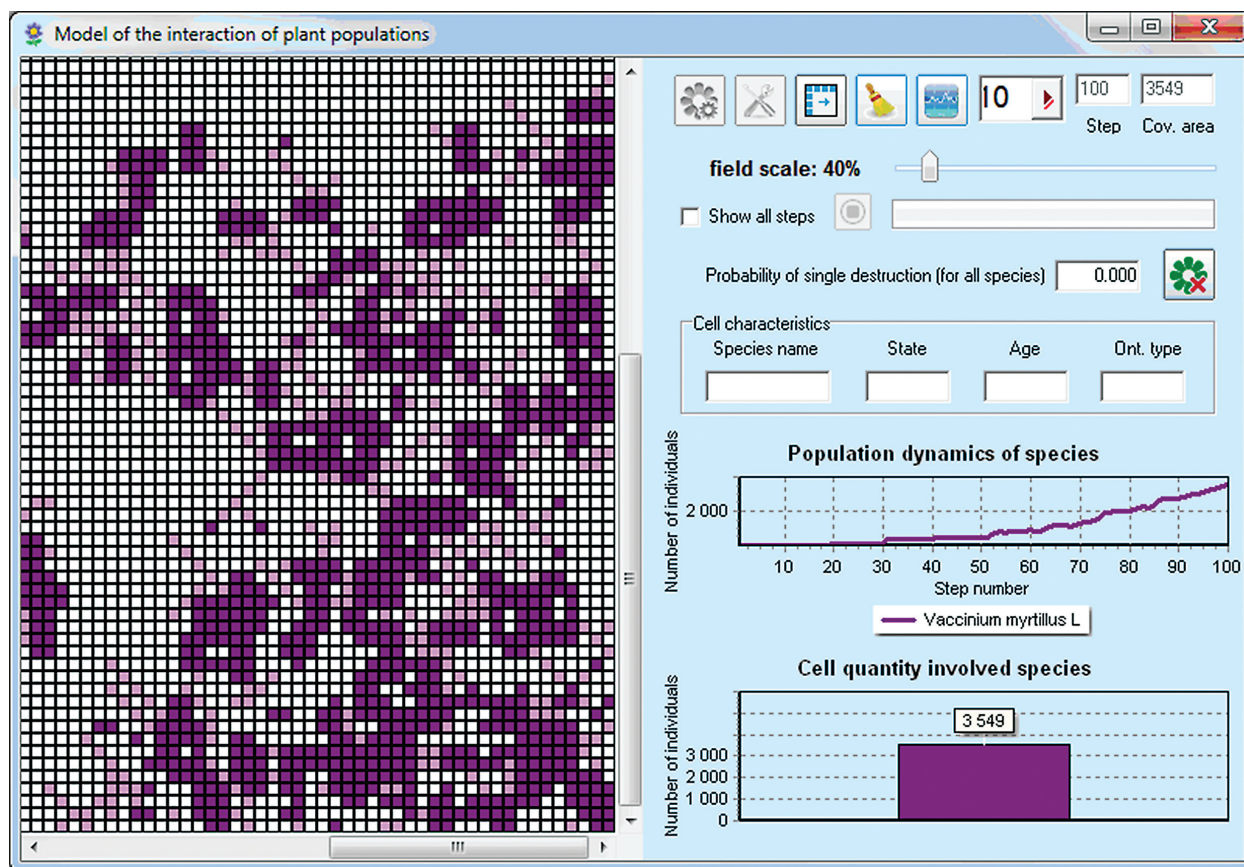 Model of the interaction of plant populations
10
100
3549
Step
Cov. area
field scale: 40%
Show all steps
Probability of single destruction (for all species)
0.000
Cell characteristics
Species name
State
Age
Ont. type
Population dynamics of species
Number of individuals
2 000
10 20 30 40 50 60 70 80 90 100
Step number
Vaccinium myrtillus L
Cell quantity involved species
Number of individuals
3 549
3 000
2 000
1 000
0